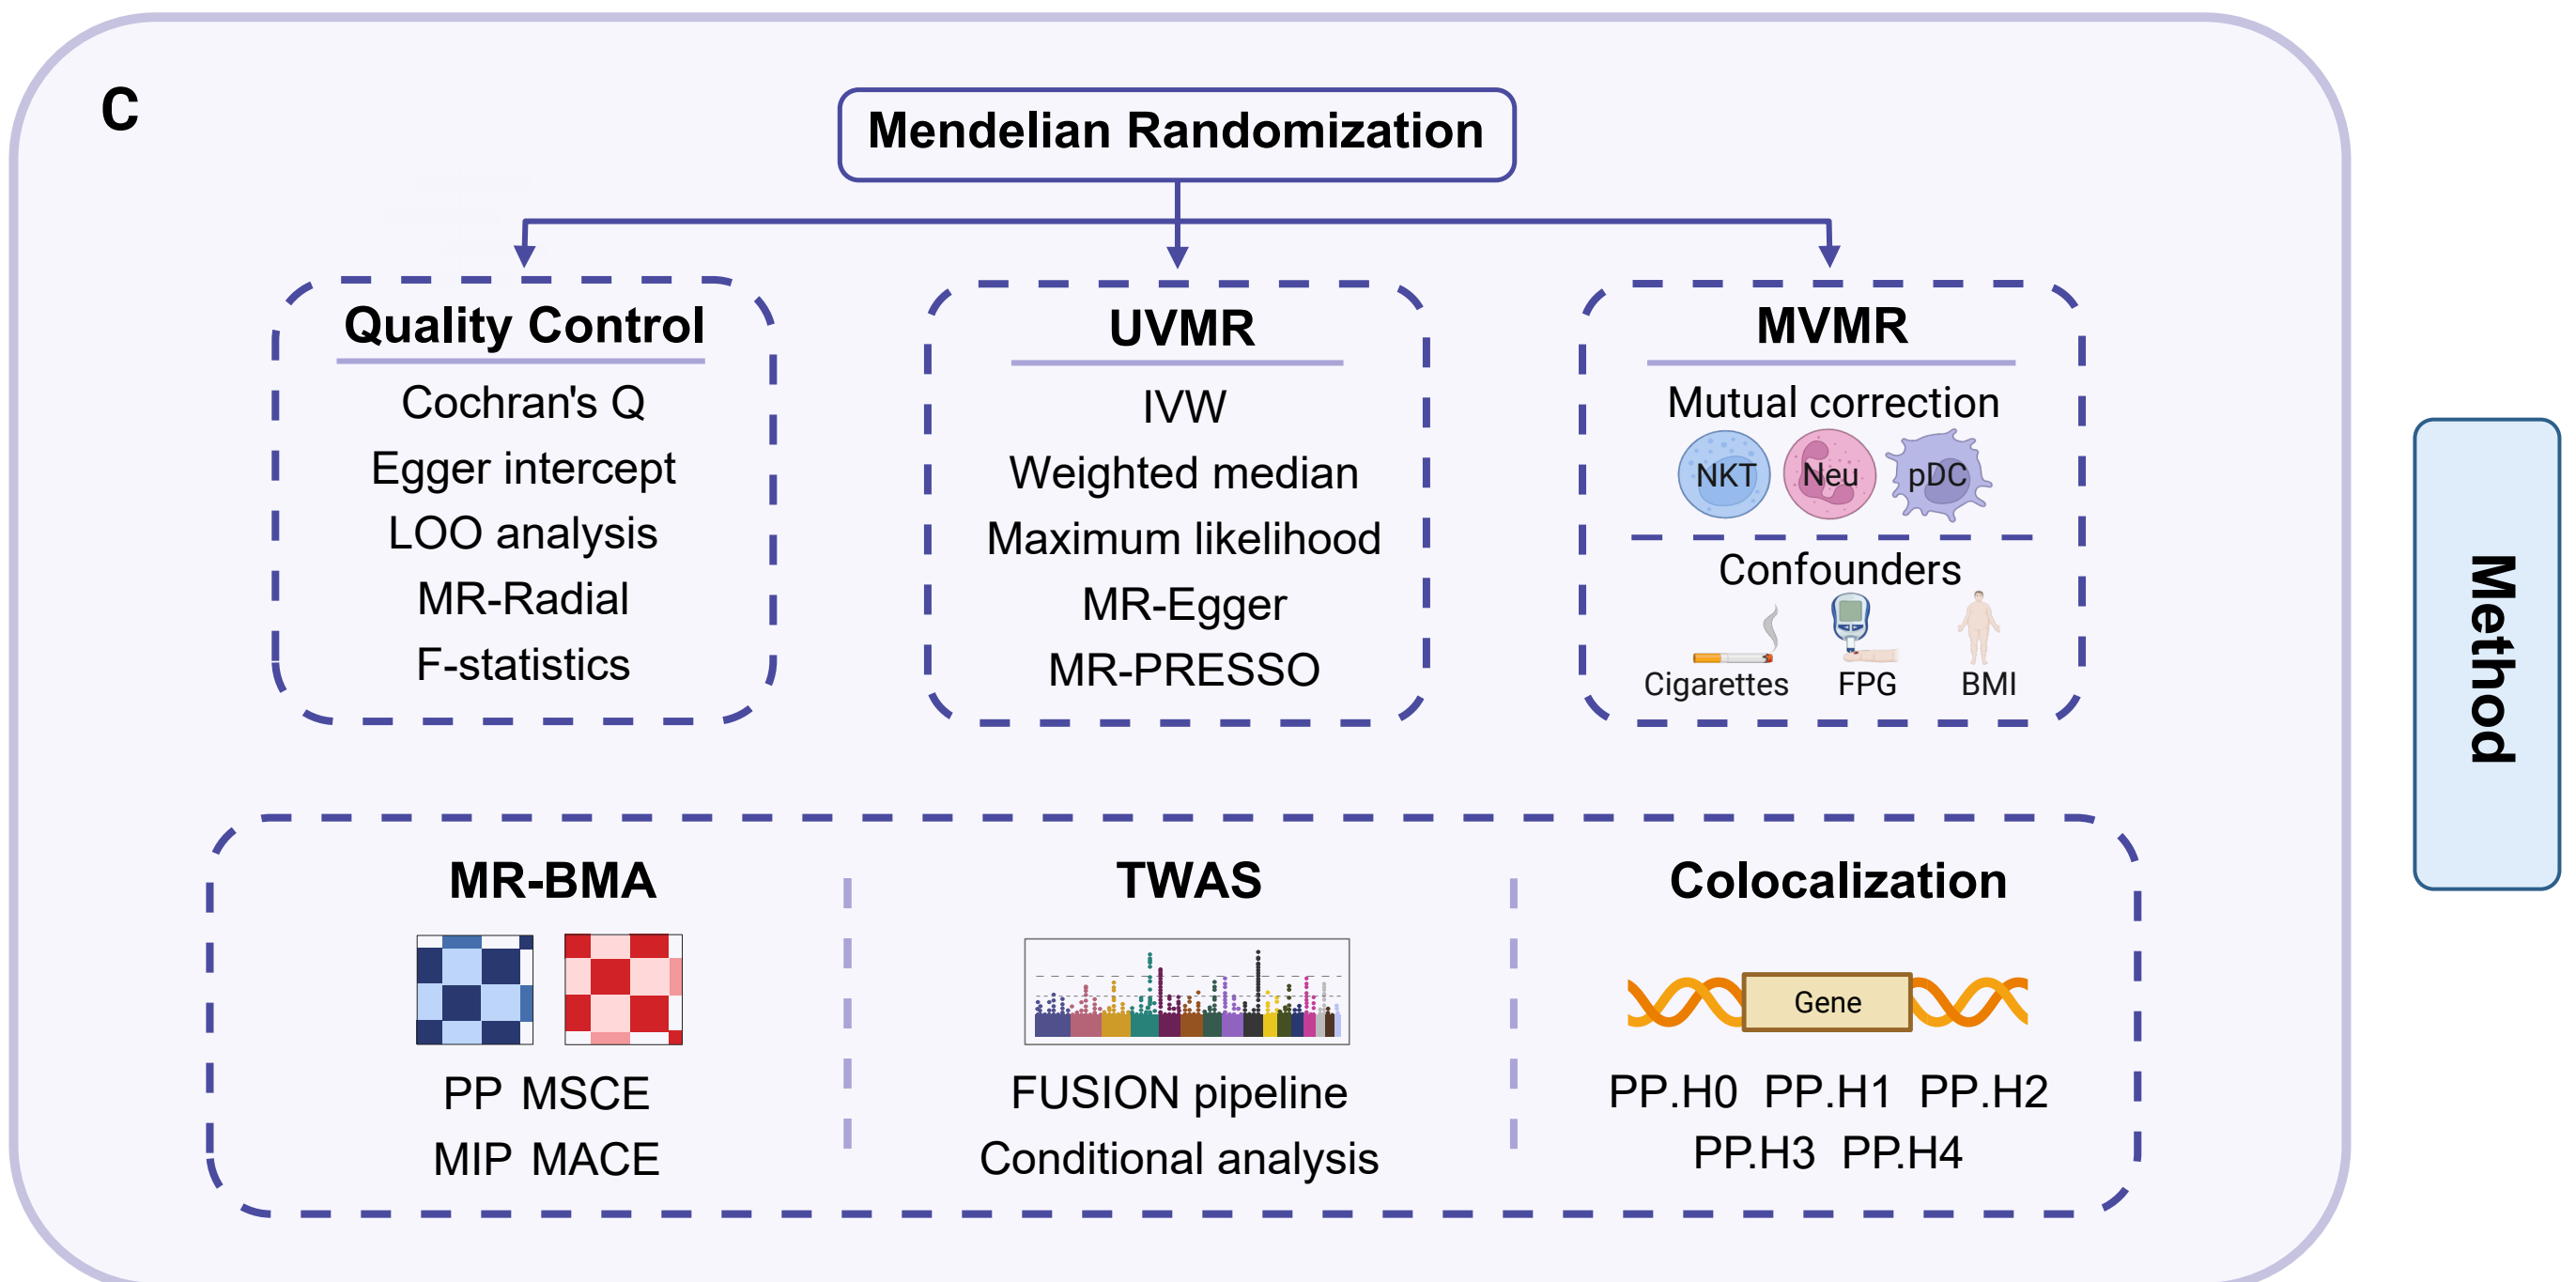 C
Mendelian Randomization
Quality Control
Cochran's Q
Egger intercept
LOO analysis
MR-Radial
F-statistics
UVMR
IVW
Weighted median
Maximum likelihood
MR-Egger
MR-PRESSO
MVMR
Mutual correction
NKT Neu pDC
Confounders
Cigarettes FPG BMI
Method
MR-BMA
PP MSCE
MIP MACE
TWAS
FUSION pipeline
Conditional analysis
Colocalization
Gene
PP.H0 PP.H1 PP.H2
PP.H3 PP.H4